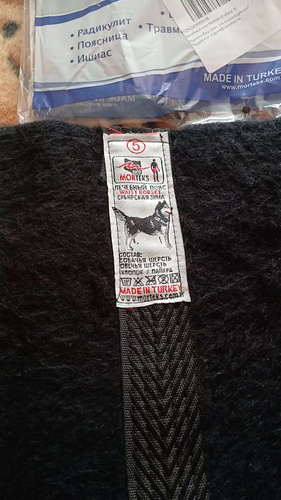 • Радикулит
• Травм
• Поясница
• Ишиас
MADE IN TURKEY
www.morteks.com
5
MORTEKS
ЛЕЧЕБНЫЙ ПОЯС
WAIST KORSET
СИБИРСКАЯ ЗИМА
СОСТАВ:
СОБАЧЬЯ ШЕРСТЬ
ОВЕЧЬЯ ШЕРСТЬ
ХЛОПОК / ЛАЙКРА
MADE IN TURKEY
www.morteks.com